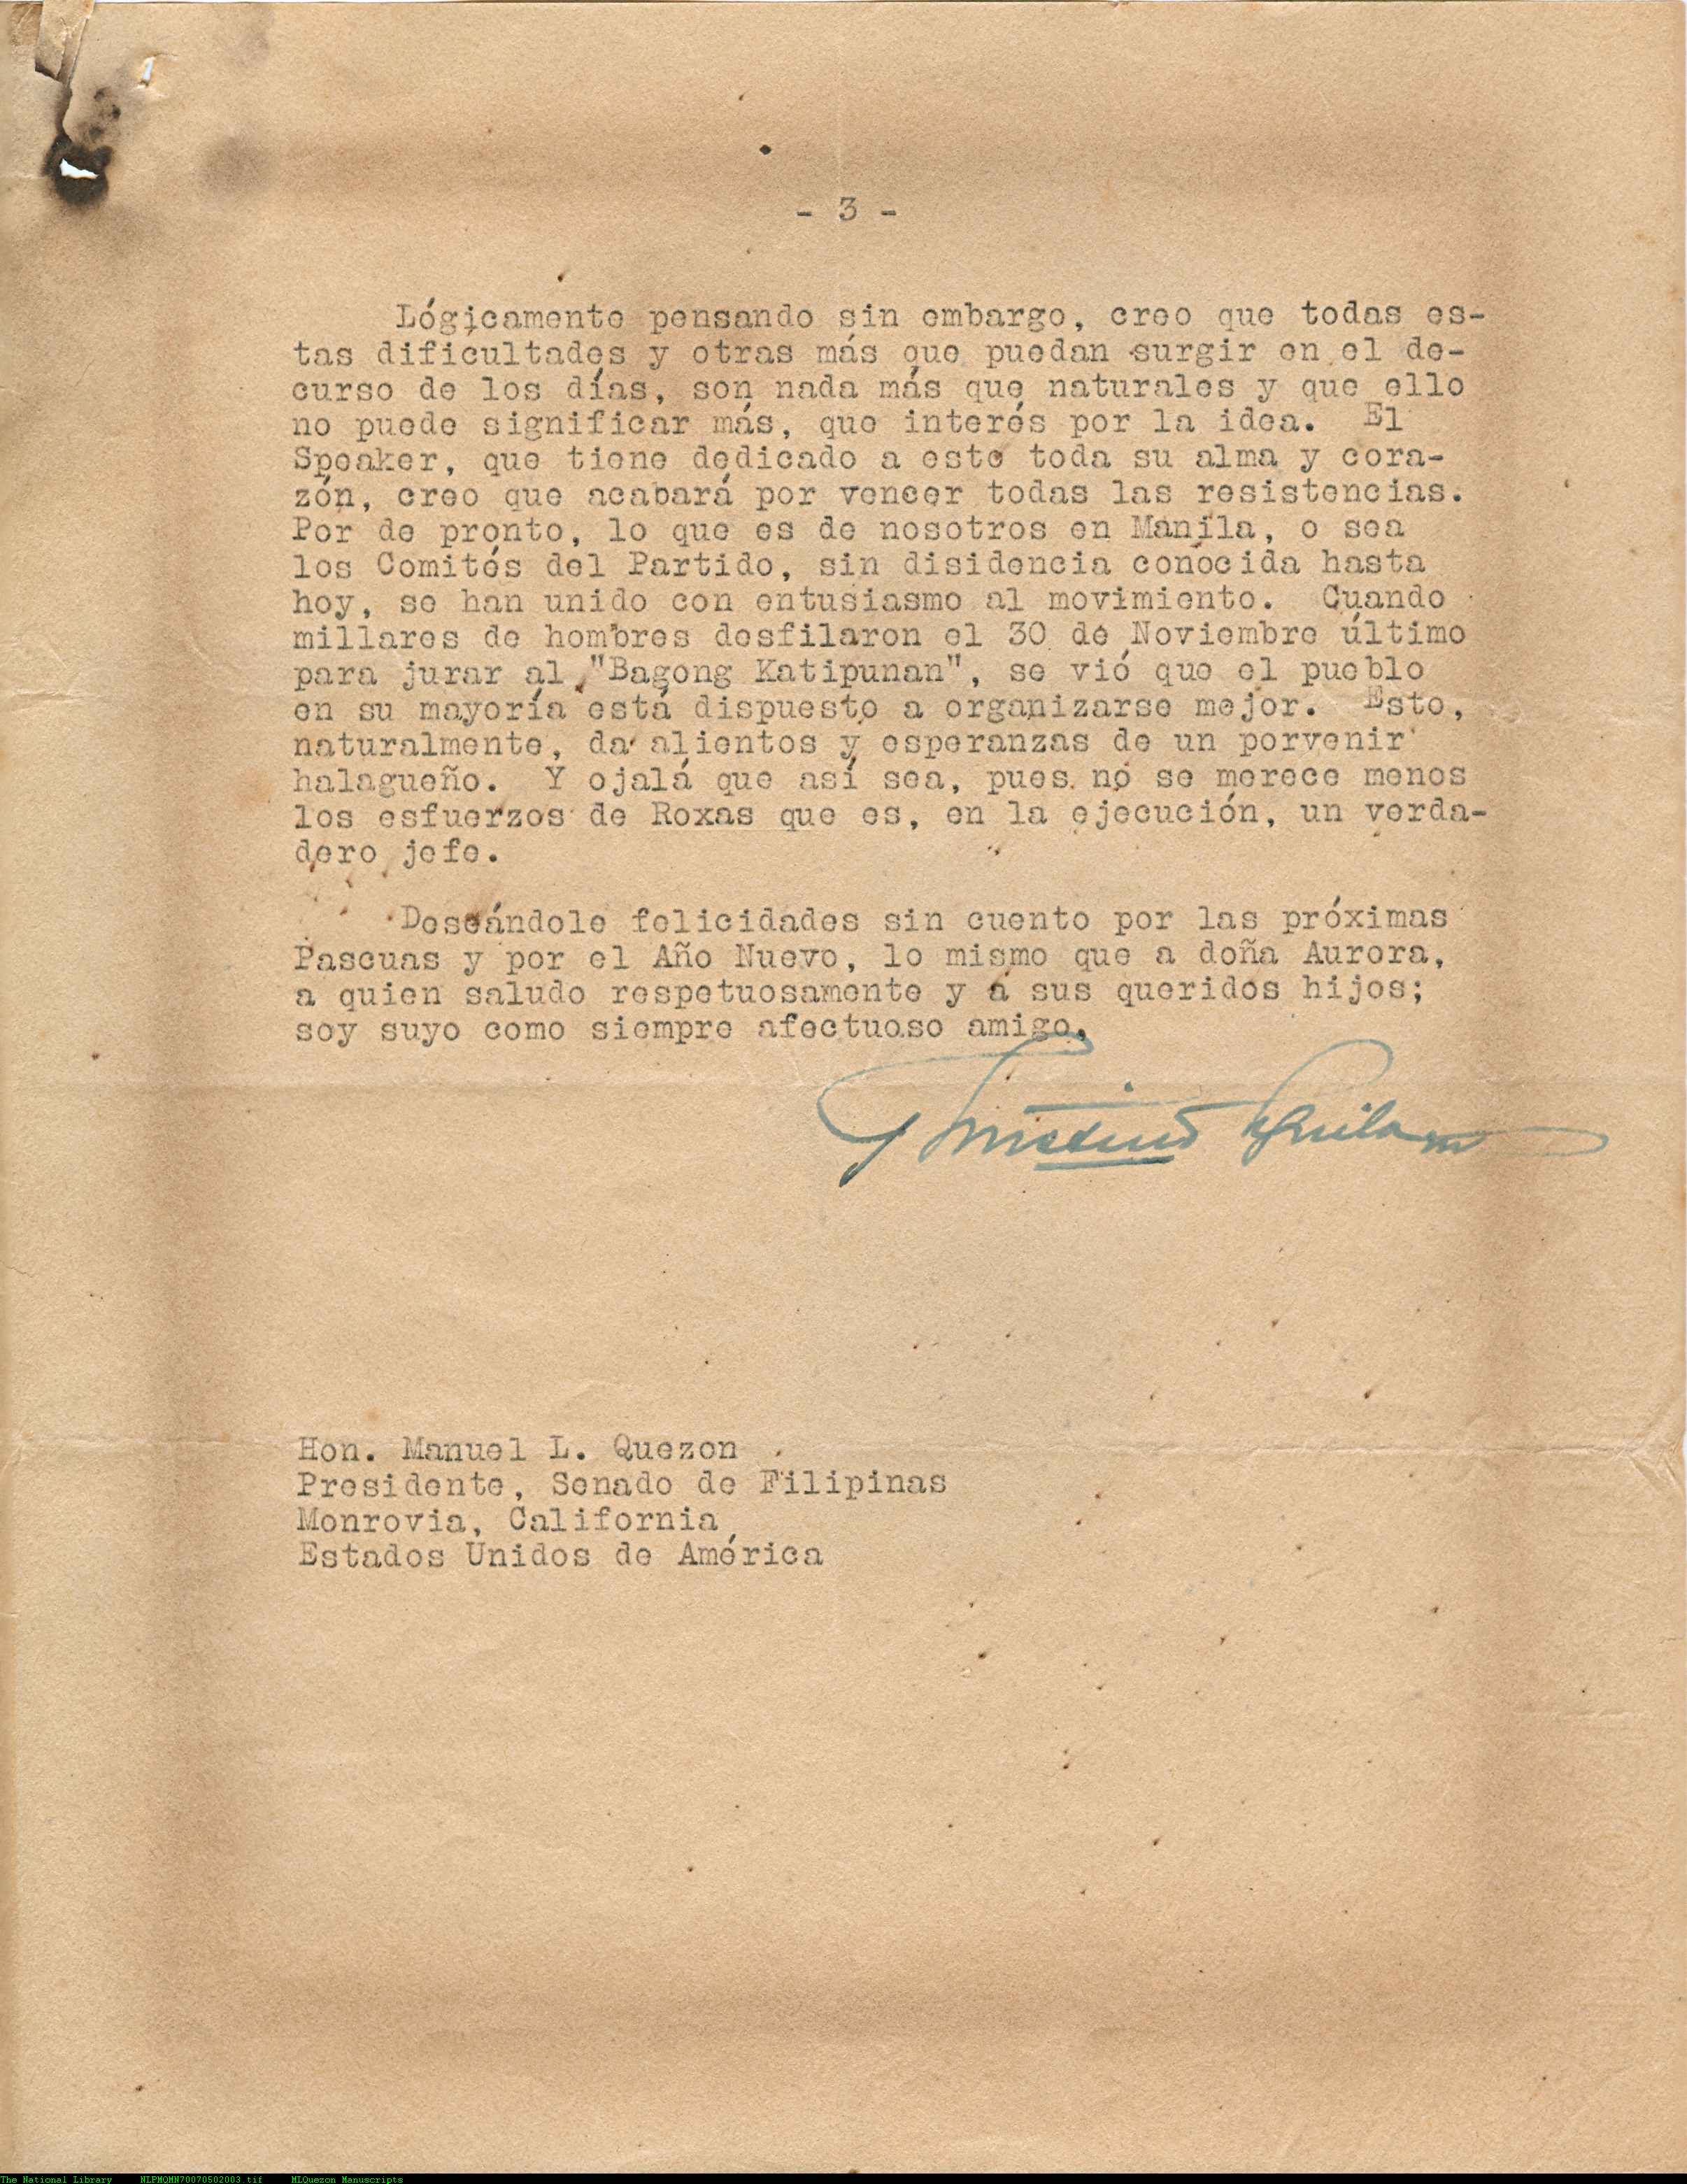 - 3 -
Lógicamente pensando sin embargo, creo que todas es-
tas dificultades y otras más que puedan surgir en el de-
curso de los días, son nada más que naturales y que ello
no puede significar más, que interés por la idea. El
Speaker, que tiene dedicado a esto toda su alma y cora-
zón, creo que acabará por vencer todas las resistencias.
Por de pronto, lo que es de nosotros en Manila, o sea
los Comités del Partido, sin disidencia conocida hasta
hoy, se han unido con entusiasmo al movimiento. Cuando
millares de hombres desfilaron el 30 de Noviembre último
para jurar al "Bagong Katipunan", se vió que el pueblo
en su mayoría está dispuesto a organizarse mejor. Esto,
naturalmente, da alientos y esperanzas de un porvenir
halagueño. Y ojalá que así sea, pues no se merece menos
los esfuerzos de Roxas que es, en la ejecución, un verda-
dero jefe.
Deseándole felicidades sin cuento por las próximas
Pascuas y por el Año Nuevo, lo mismo que a doña Aurora,
a quien saludo respetuosamente y a sus queridos hijos;
soy suyo como siempre afectuoso amigo,
Hon. Manuel L. Quezon
Presidente, Senado de Filipinas
Monrovia, California
Estados Unidos de América
The National Library NLPMQMN70070502003.tif MLQuezon Manuscripts